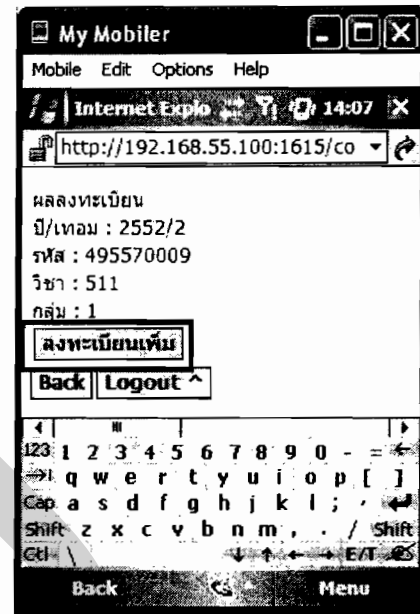 My Mobiler
Mobile Edit Options Help
Internet Explo 14:07
http://192.168.55.100:1615/co
ผลลงทะเบียน
ปี/เทอม : 2552/2
รหัส : 495570009
วิชา : 511
กลุ่ม : 1
ลงทะเบียนเพิ่ม
Back Logout ^
123 1 2 3 4 5 6 7 8 9 0 - =
q w e r t y u i o p [ ]
Cap a s d f g h j k l ; '
Shift z x c v b n m , . / Shift
Ctl \ E/T
Back Menu